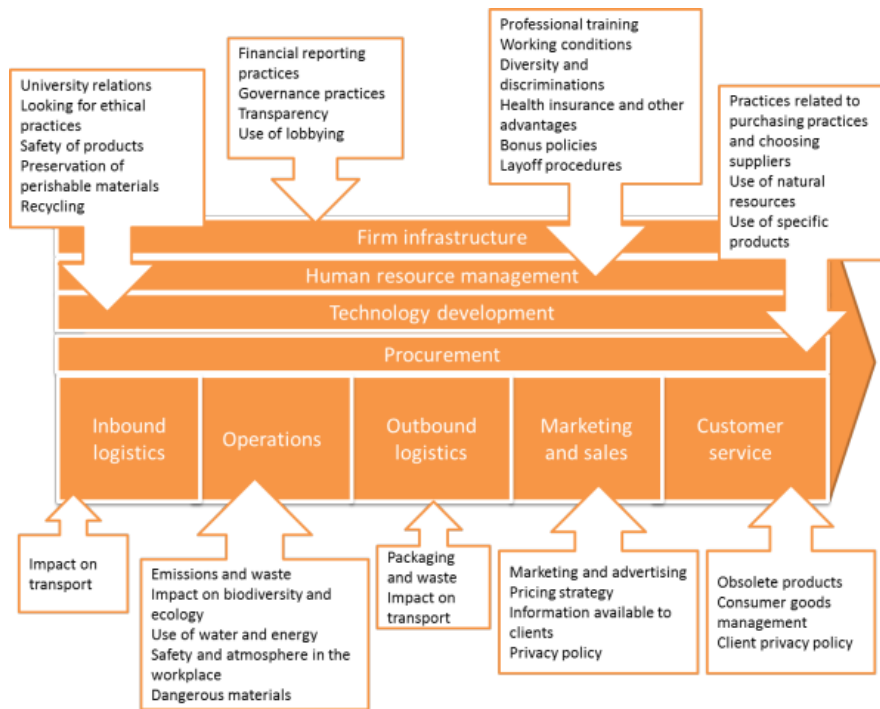 University relations
Looking for ethical
practices
Safety of products
Preservation of
perishable materials
Recycling
Financial reporting
practices
Governance practices
Transparency
Use of lobbying
Professional training
Working conditions
Diversity and
discriminations
Health insurance and other
advantages
Bonus policies
Layoff procedures
Practices related to
purchasing practices
and choosing
suppliers
Use of natural
resources
Use of specific
products
Firm infrastructure
Human resource management
Technology development
Procurement
Inbound
logistics
Operations
Outbound
logistics
Marketing
and sales
Customer
service
Impact on
transport
Emissions and waste
Impact on biodiversity and
ecology
Use of water and energy
Safety and atmosphere in the
workplace
Dangerous materials
Packaging
and waste
Impact on
transport
Marketing and advertising
Pricing strategy
Information available to
clients
Privacy policy
Obsolete products
Consumer goods
management
Client privacy policy